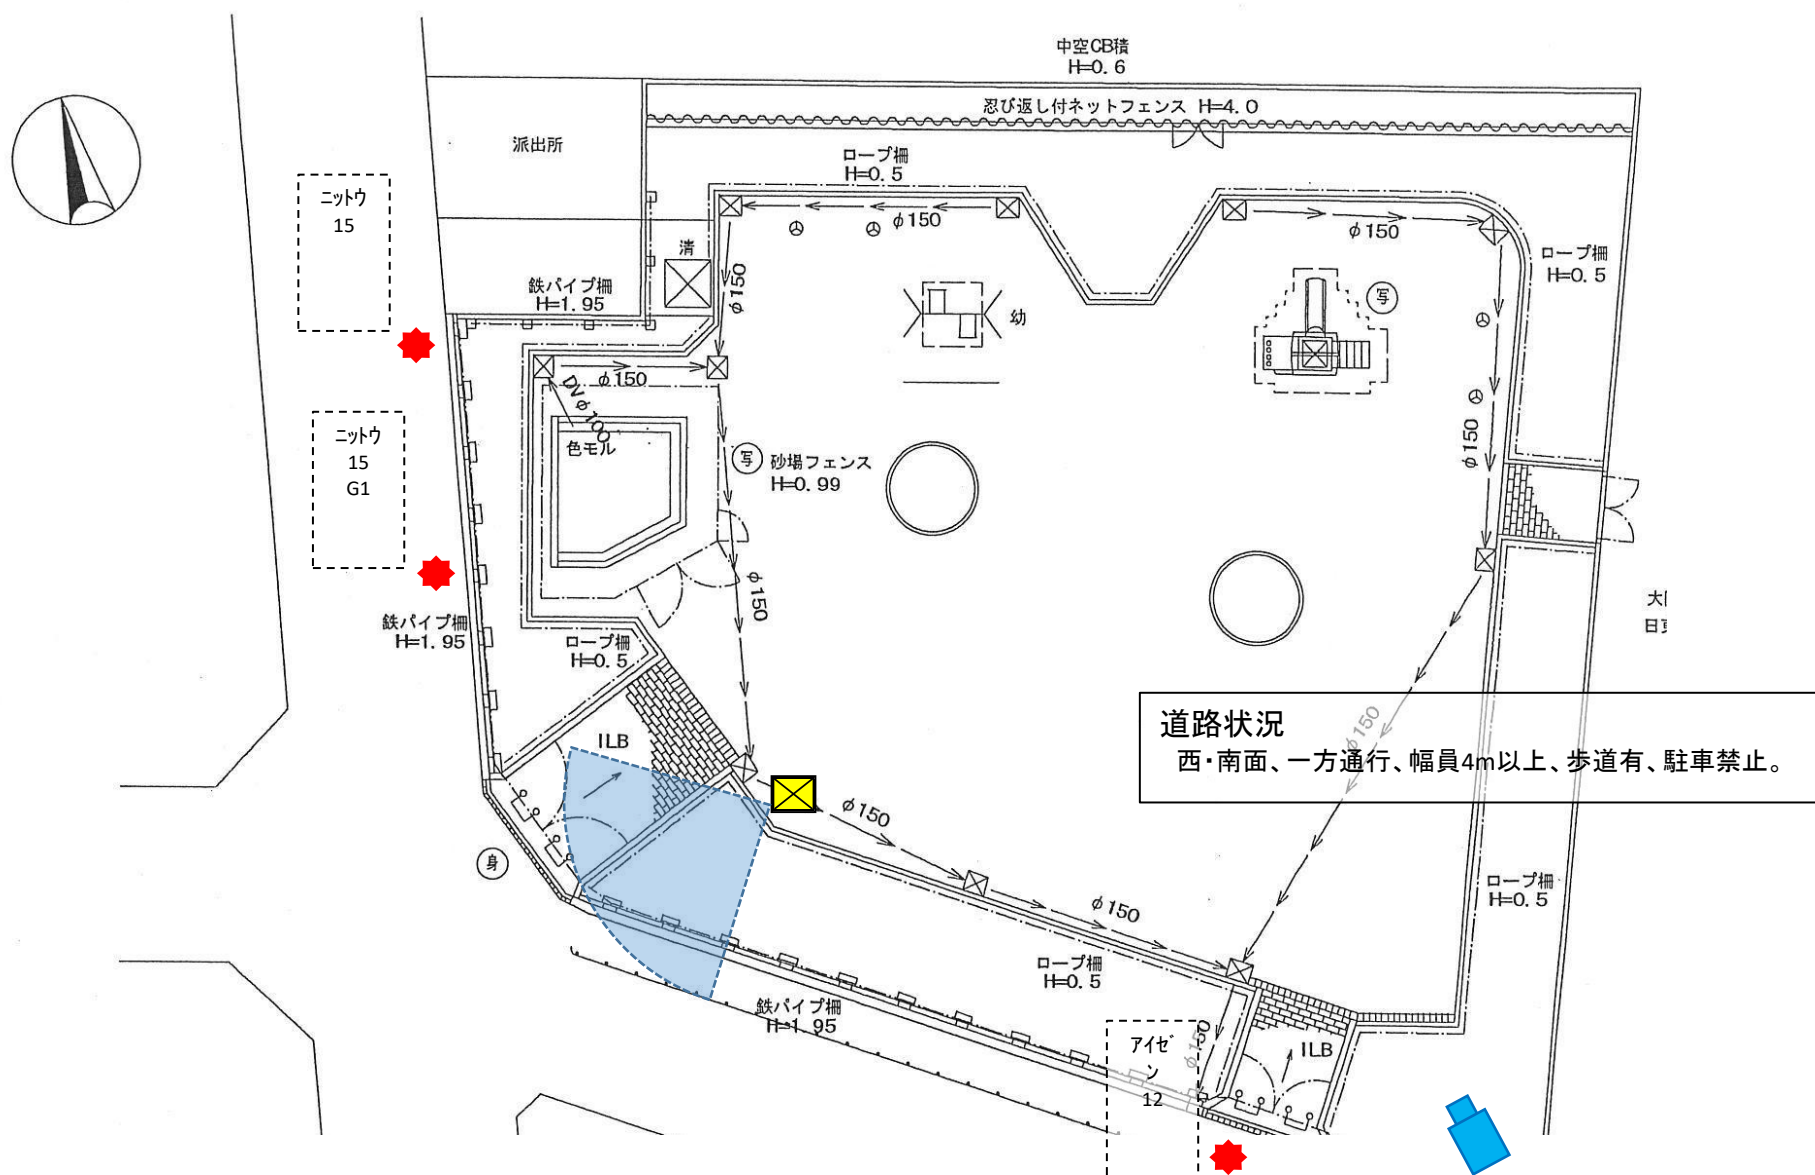 中空CB積
H=0.6
忍び返し付ネットフェンス H=4.0
派出所
ロープ柵
H=0.5
φ150
φ150
ニットウ
15
清
ロープ柵
H=0.5
鉄パイプ柵
H=1.95
φ150
写
幼
φ150
DVφ100
ニットウ
15
G1
色モル
写
砂場フェンス
H=0.99
φ150
φ150
鉄パイプ柵
H=1.95
ロープ柵
H=0.5
大
日
道路状況
西・南面、一方通行、幅員4m以上、歩道有、駐車禁止。
φ150
ILB
φ150
身
φ150
ロープ柵
H=0.5
ロープ柵
H=0.5
鉄パイプ柵
H=1.95
アイゼ
ン
12
φ150
ILB